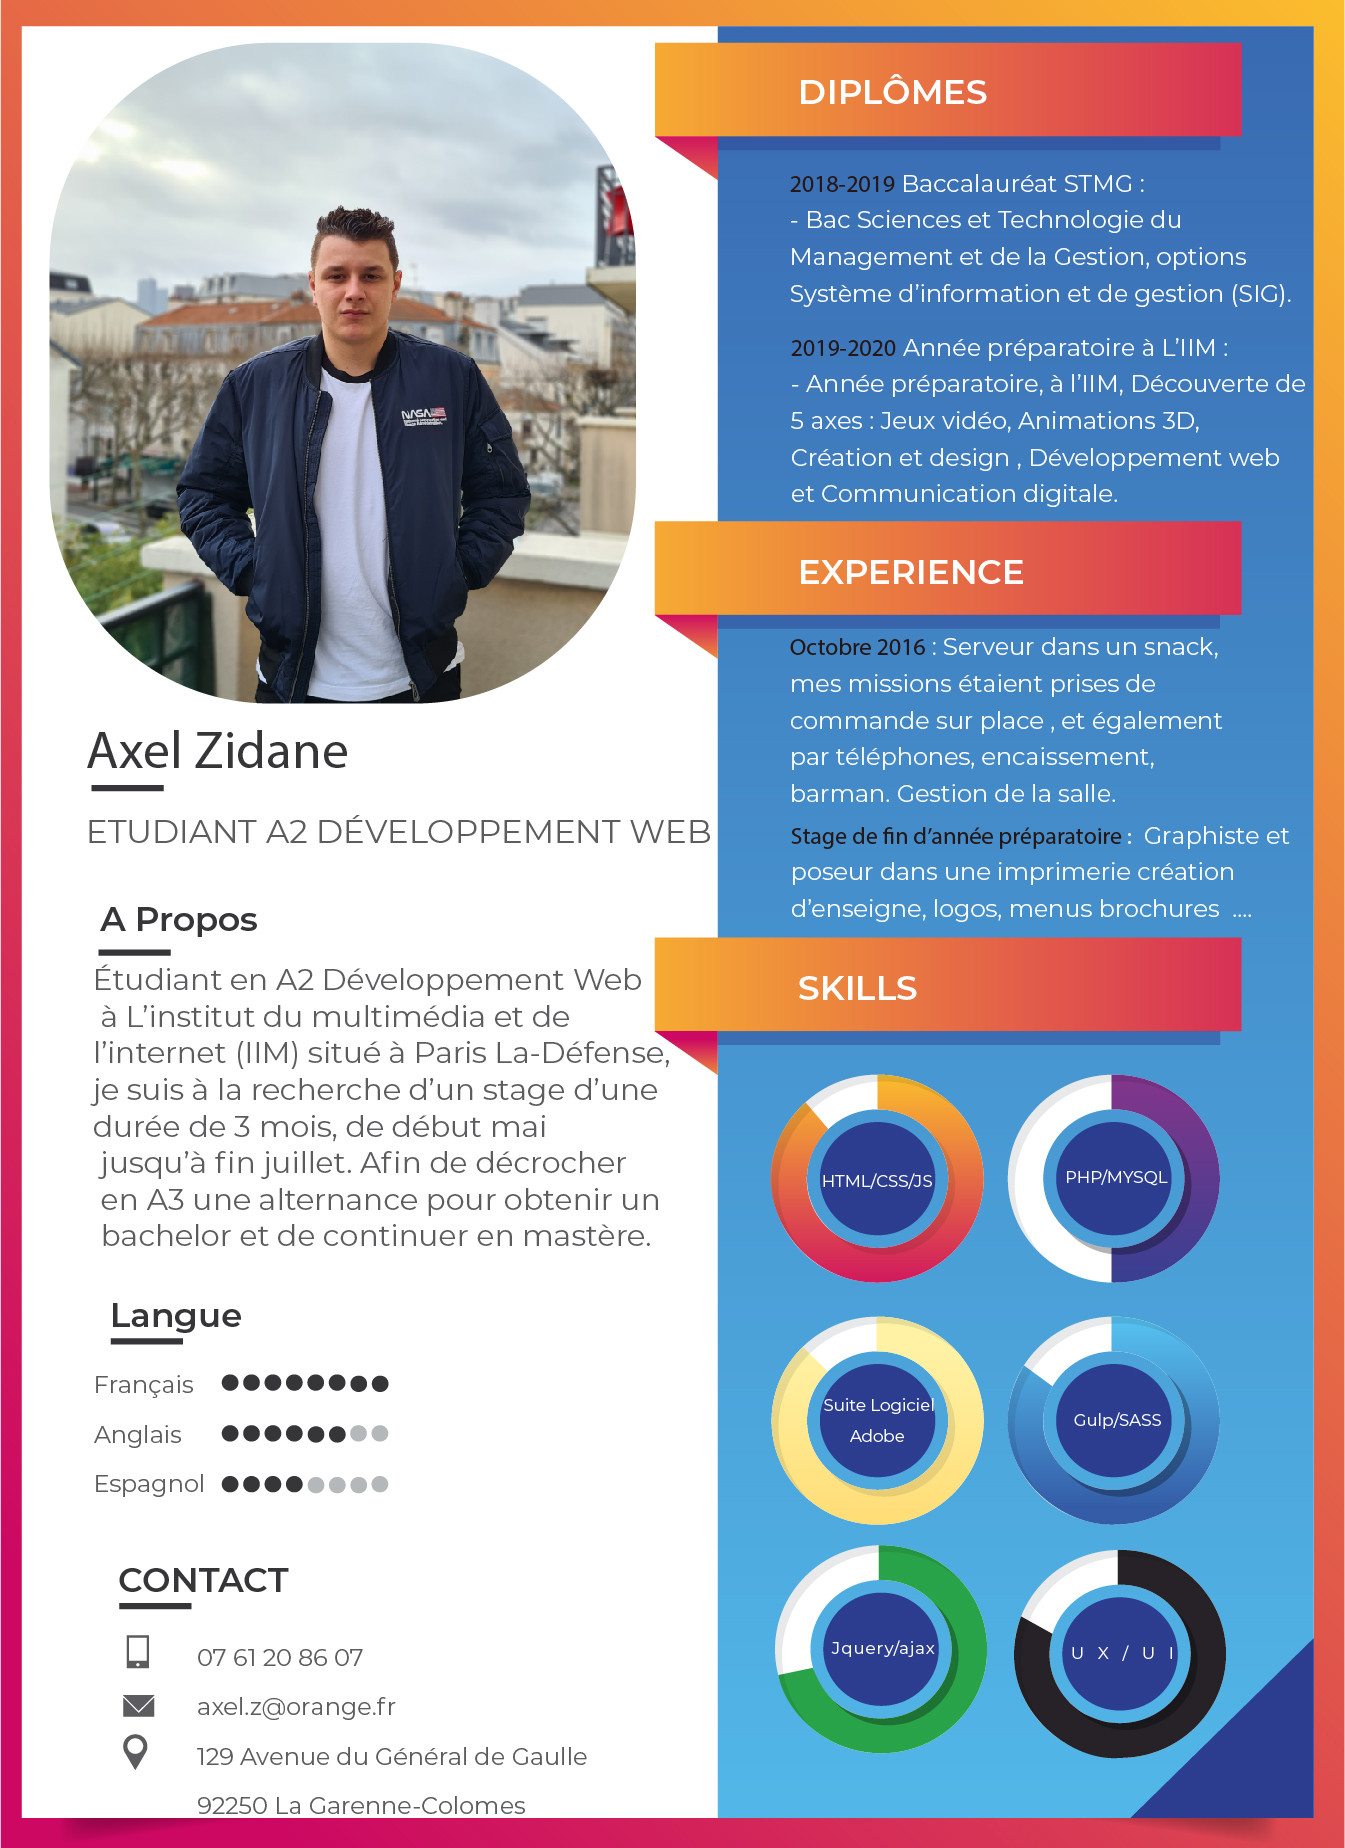 NASA
Axel Zidane
ETUDIANT A2 DÉVELOPPEMENT WEB
A Propos
Étudiant en A2 Développement Web
à L’institut du multimédia et de
l’internet (IIM) situé à Paris La-Défense,
je suis à la recherche d’un stage d’une
durée de 3 mois, de début mai
jusqu’à fin juillet. Afin de décrocher
en A3 une alternance pour obtenir un
bachelor et de continuer en mastère.
Langue
Français
Anglais
Espagnol
CONTACT
07 61 20 86 07
axel.z@orange.fr
129 Avenue du Général de Gaulle
92250 La Garenne-Colomes
DIPLÔMES
2018-2019 Baccalauréat STMG :
- Bac Sciences et Technologie du
Management et de la Gestion, options
Système d’information et de gestion (SIG).
2019-2020 Année préparatoire à L’IIM :
- Année préparatoire, à l’IIM, Découverte de
5 axes : Jeux vidéo, Animations 3D,
Création et design , Développement web
et Communication digitale.
EXPERIENCE
Octobre 2016 : Serveur dans un snack,
mes missions étaient prises de
commande sur place , et également
par téléphones, encaissement,
barman. Gestion de la salle.
Stage de fin d’année préparatoire :  Graphiste et
poseur dans une imprimerie création
d’enseigne, logos, menus brochures  ....
SKILLS
HTML/CSS/JS
PHP/MYSQL
Suite Logiciel
Adobe
Gulp/SASS
Jquery/ajax
U X / U I